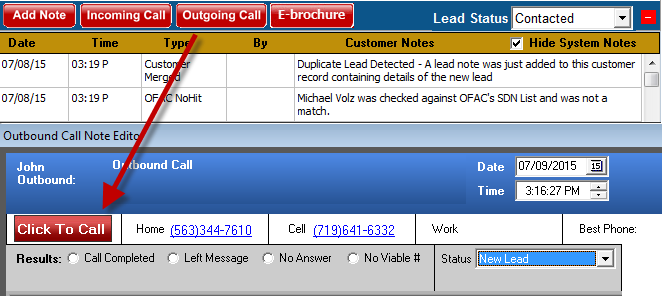 Add Note Incoming Call Outgoing Call E-brochure Lead Status Contacted
Date Time Type By Customer Notes Hide System Notes
07/08/15 03:19 P Customer Merged Duplicate Lead Detected - A lead note was just added to this customer record containing details of the new lead
07/08/15 03:19 P OFAC NoHit Michael Volz was checked against OFAC's SDN List and was not a match.
Outbound Call Note Editor
John Outbound: Outbound Call Date 07/09/2015 15
Time 3:16:27 PM
Click To Call Home (563)344-7610 Cell (719)641-6332 Work Best Phone:
Results: Call Completed Left Message No Answer No Viable # Status New Lead